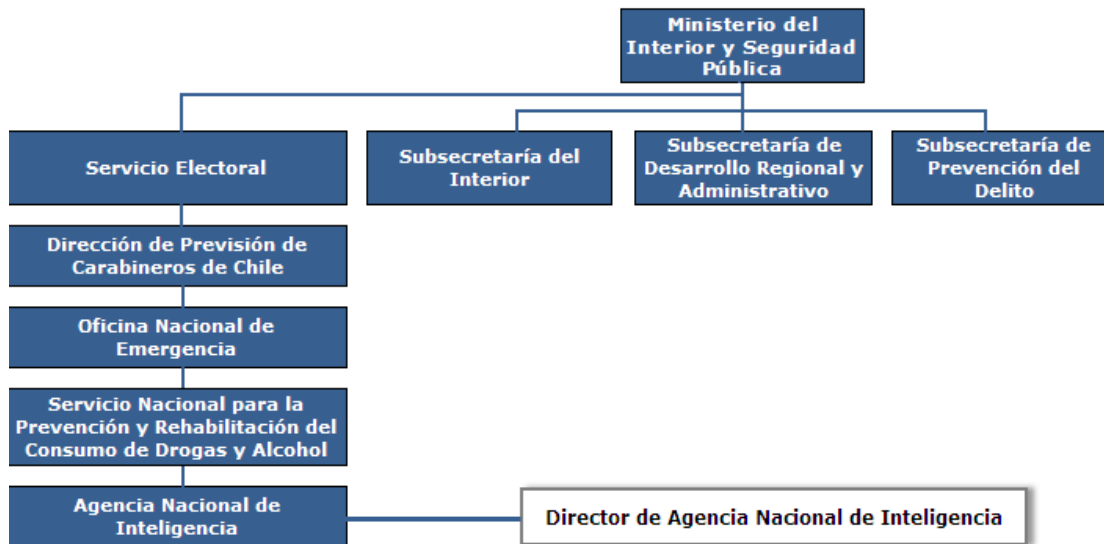 Ministerio del
Interior y Seguridad
Pública
Servicio Electoral
Subsecretaría del
Interior
Subsecretaría de
Desarrollo Regional y
Administrativo
Subsecretaría de
Prevención del
Delito
Dirección de Previsión de
Carabineros de Chile
Oficina Nacional de
Emergencia
Servicio Nacional para la
Prevención y Rehabilitación del
Consumo de Drogas y Alcohol
Agencia Nacional de
Inteligencia
Director de Agencia Nacional de Inteligencia